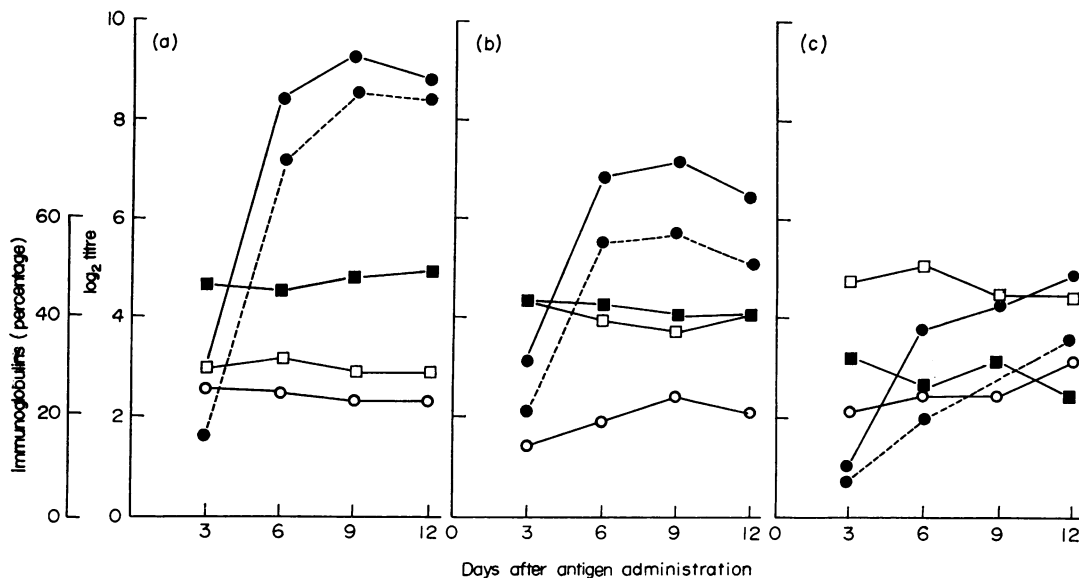 (a)
(b)
(c)
10
8
6
4
2
0
60
40
20
0
Immunoglobulins (percentage)
log2 titre
3 6 9 12
0 3 6 9 12
0 3 6 9 12
Days after antigen administration